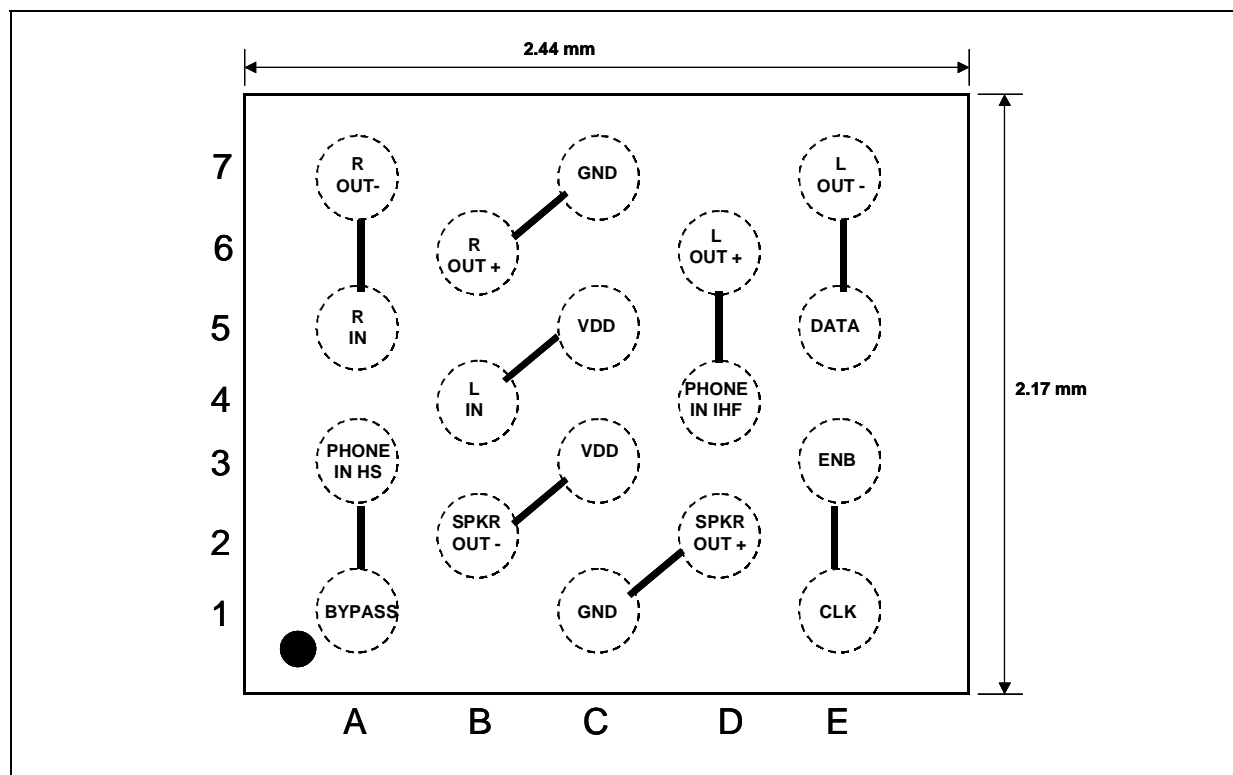 2.44 mm
7
R
OUT-
GND
L
OUT -
6
R
OUT +
L
OUT +
5
R
IN
VDD
DATA
4
L
IN
PHONE
IN IHF
2.17 mm
3
PHONE
IN HS
VDD
ENB
2
SPKR
OUT -
SPKR
OUT +
1
BYPASS
GND
CLK
A B C D E